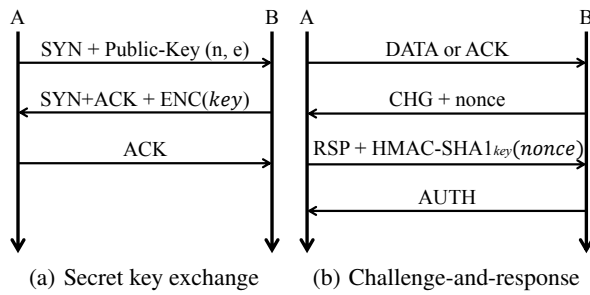 A B
SYN + Public-Key (n, e)
SYN+ACK + ENC(key)
ACK
(a) Secret key exchange
A B
DATA or ACK
CHG + nonce
RSP + HMAC-SHA1key(nonce)
AUTH
(b) Challenge-and-response